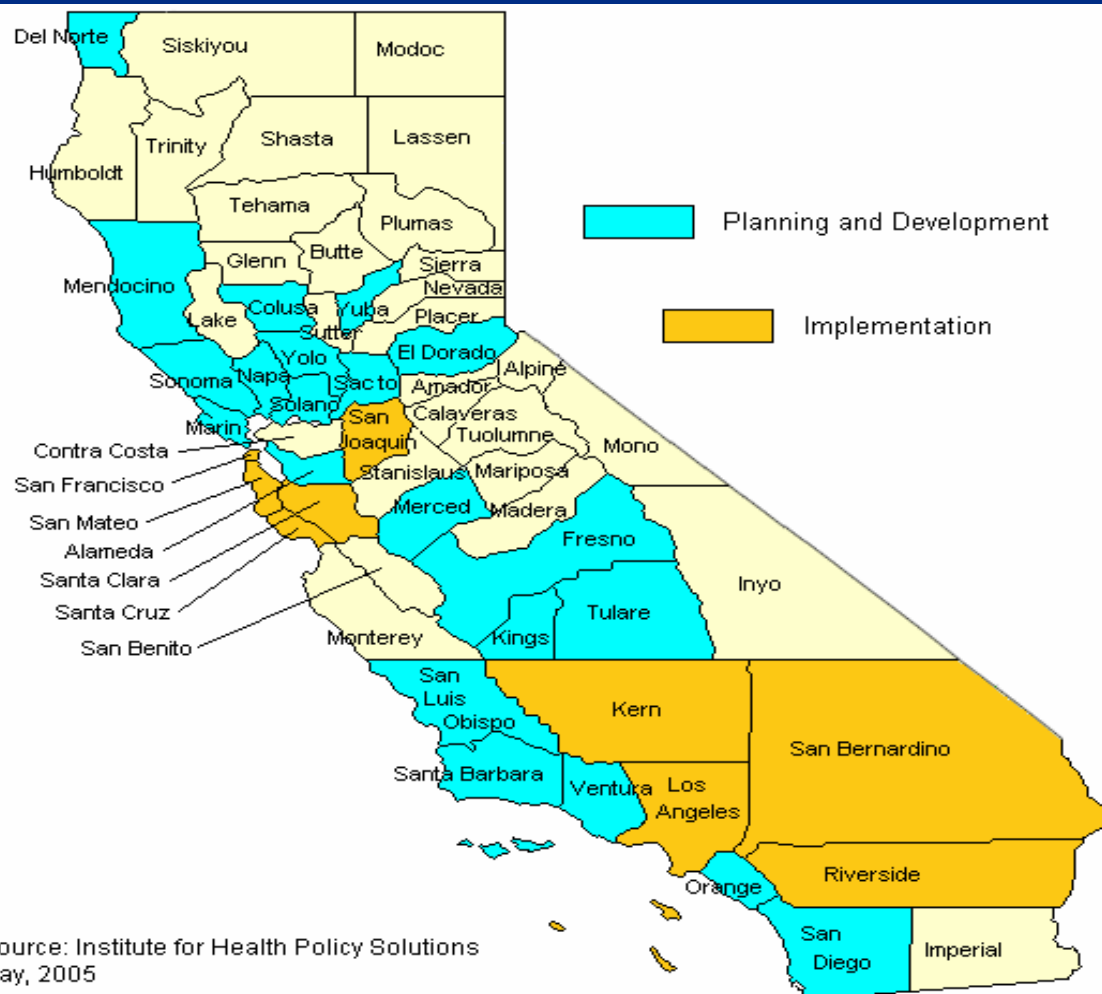 Del Norte
Siskiyou
Modoc
Humboldt
Trinity
Shasta
Lassen
Tehama
Plumas
Planning and Development
Butte
Glenn
Sierra
Mendocino
Nevada
Colusa
Yuba
Lake
Placer
Sutter
Implementation
El Dorado
Yolo
Sonoma
Napa
Sacto
Alpine
Amador
Solano
Marin
San
Joaquin
Calaveras
Tuolumne
Contra Costa
Mono
Stanislaus
Mariposa
San Francisco
Merced
Madera
San Mateo
Alameda
Fresno
Santa Clara
Inyo
Santa Cruz
Tulare
San Benito
Monterey
Kings
San
Luis
Obispo
Kern
San Bernardino
Santa Barbara
Ventura
Los
Angeles
Orange
Riverside
San
Diego
Imperial
ource: Institute for Health Policy Solutions
ay, 2005